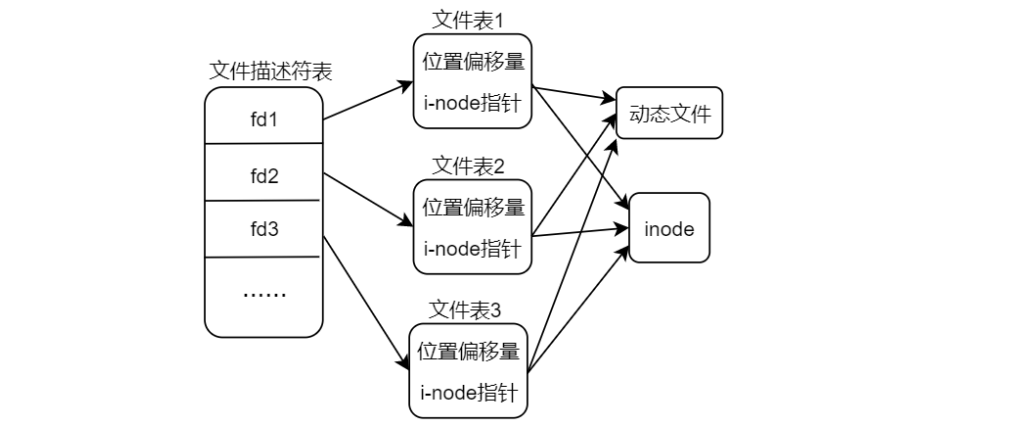 文件描述符表
fd1
fd2
fd3
……
文件表1
位置偏移量
i-node指针
文件表2
位置偏移量
i-node指针
文件表3
位置偏移量
i-node指针
动态文件
inode